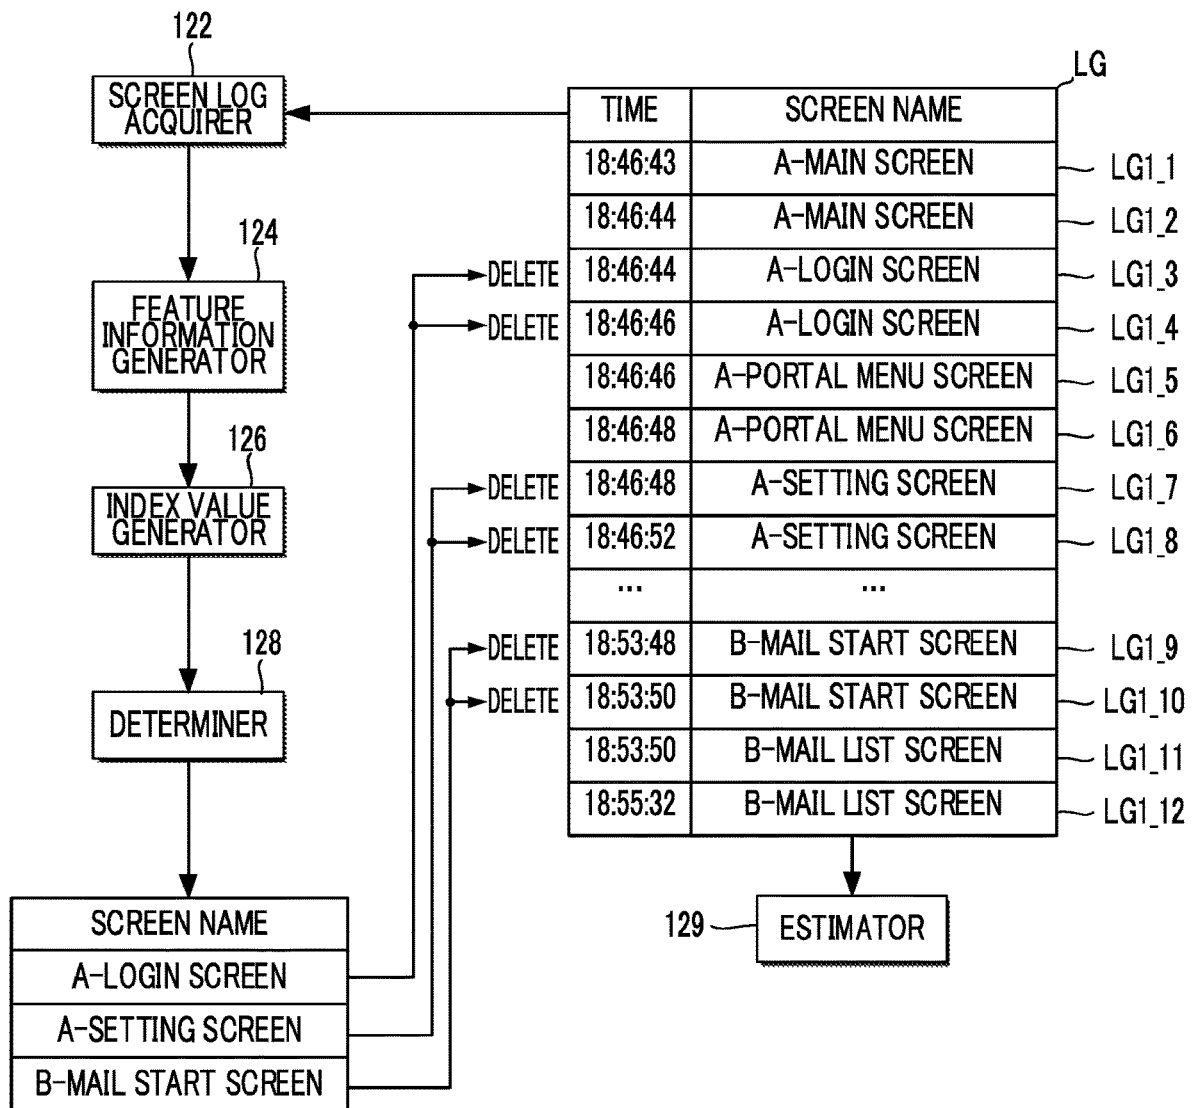 122
SCREEN LOG
ACQUIRER
124
FEATURE
INFORMATION
GENERATOR
126
INDEX VALUE
GENERATOR
128
DETERMINER
SCREEN NAME
A-LOGIN SCREEN
A-SETTING SCREEN
B-MAIL START SCREEN
LG
TIME SCREEN NAME
18:46:43 A-MAIN SCREEN LG1_1
18:46:44 A-MAIN SCREEN LG1_2
DELETE 18:46:44 A-LOGIN SCREEN LG1_3
DELETE 18:46:46 A-LOGIN SCREEN LG1_4
18:46:46 A-PORTAL MENU SCREEN LG1_5
18:46:48 A-PORTAL MENU SCREEN LG1_6
DELETE 18:46:48 A-SETTING SCREEN LG1_7
DELETE 18:46:52 A-SETTING SCREEN LG1_8
... ...
DELETE 18:53:48 B-MAIL START SCREEN LG1_9
DELETE 18:53:50 B-MAIL START SCREEN LG1_10
18:53:50 B-MAIL LIST SCREEN LG1_11
18:55:32 B-MAIL LIST SCREEN LG1_12
129 ESTIMATOR